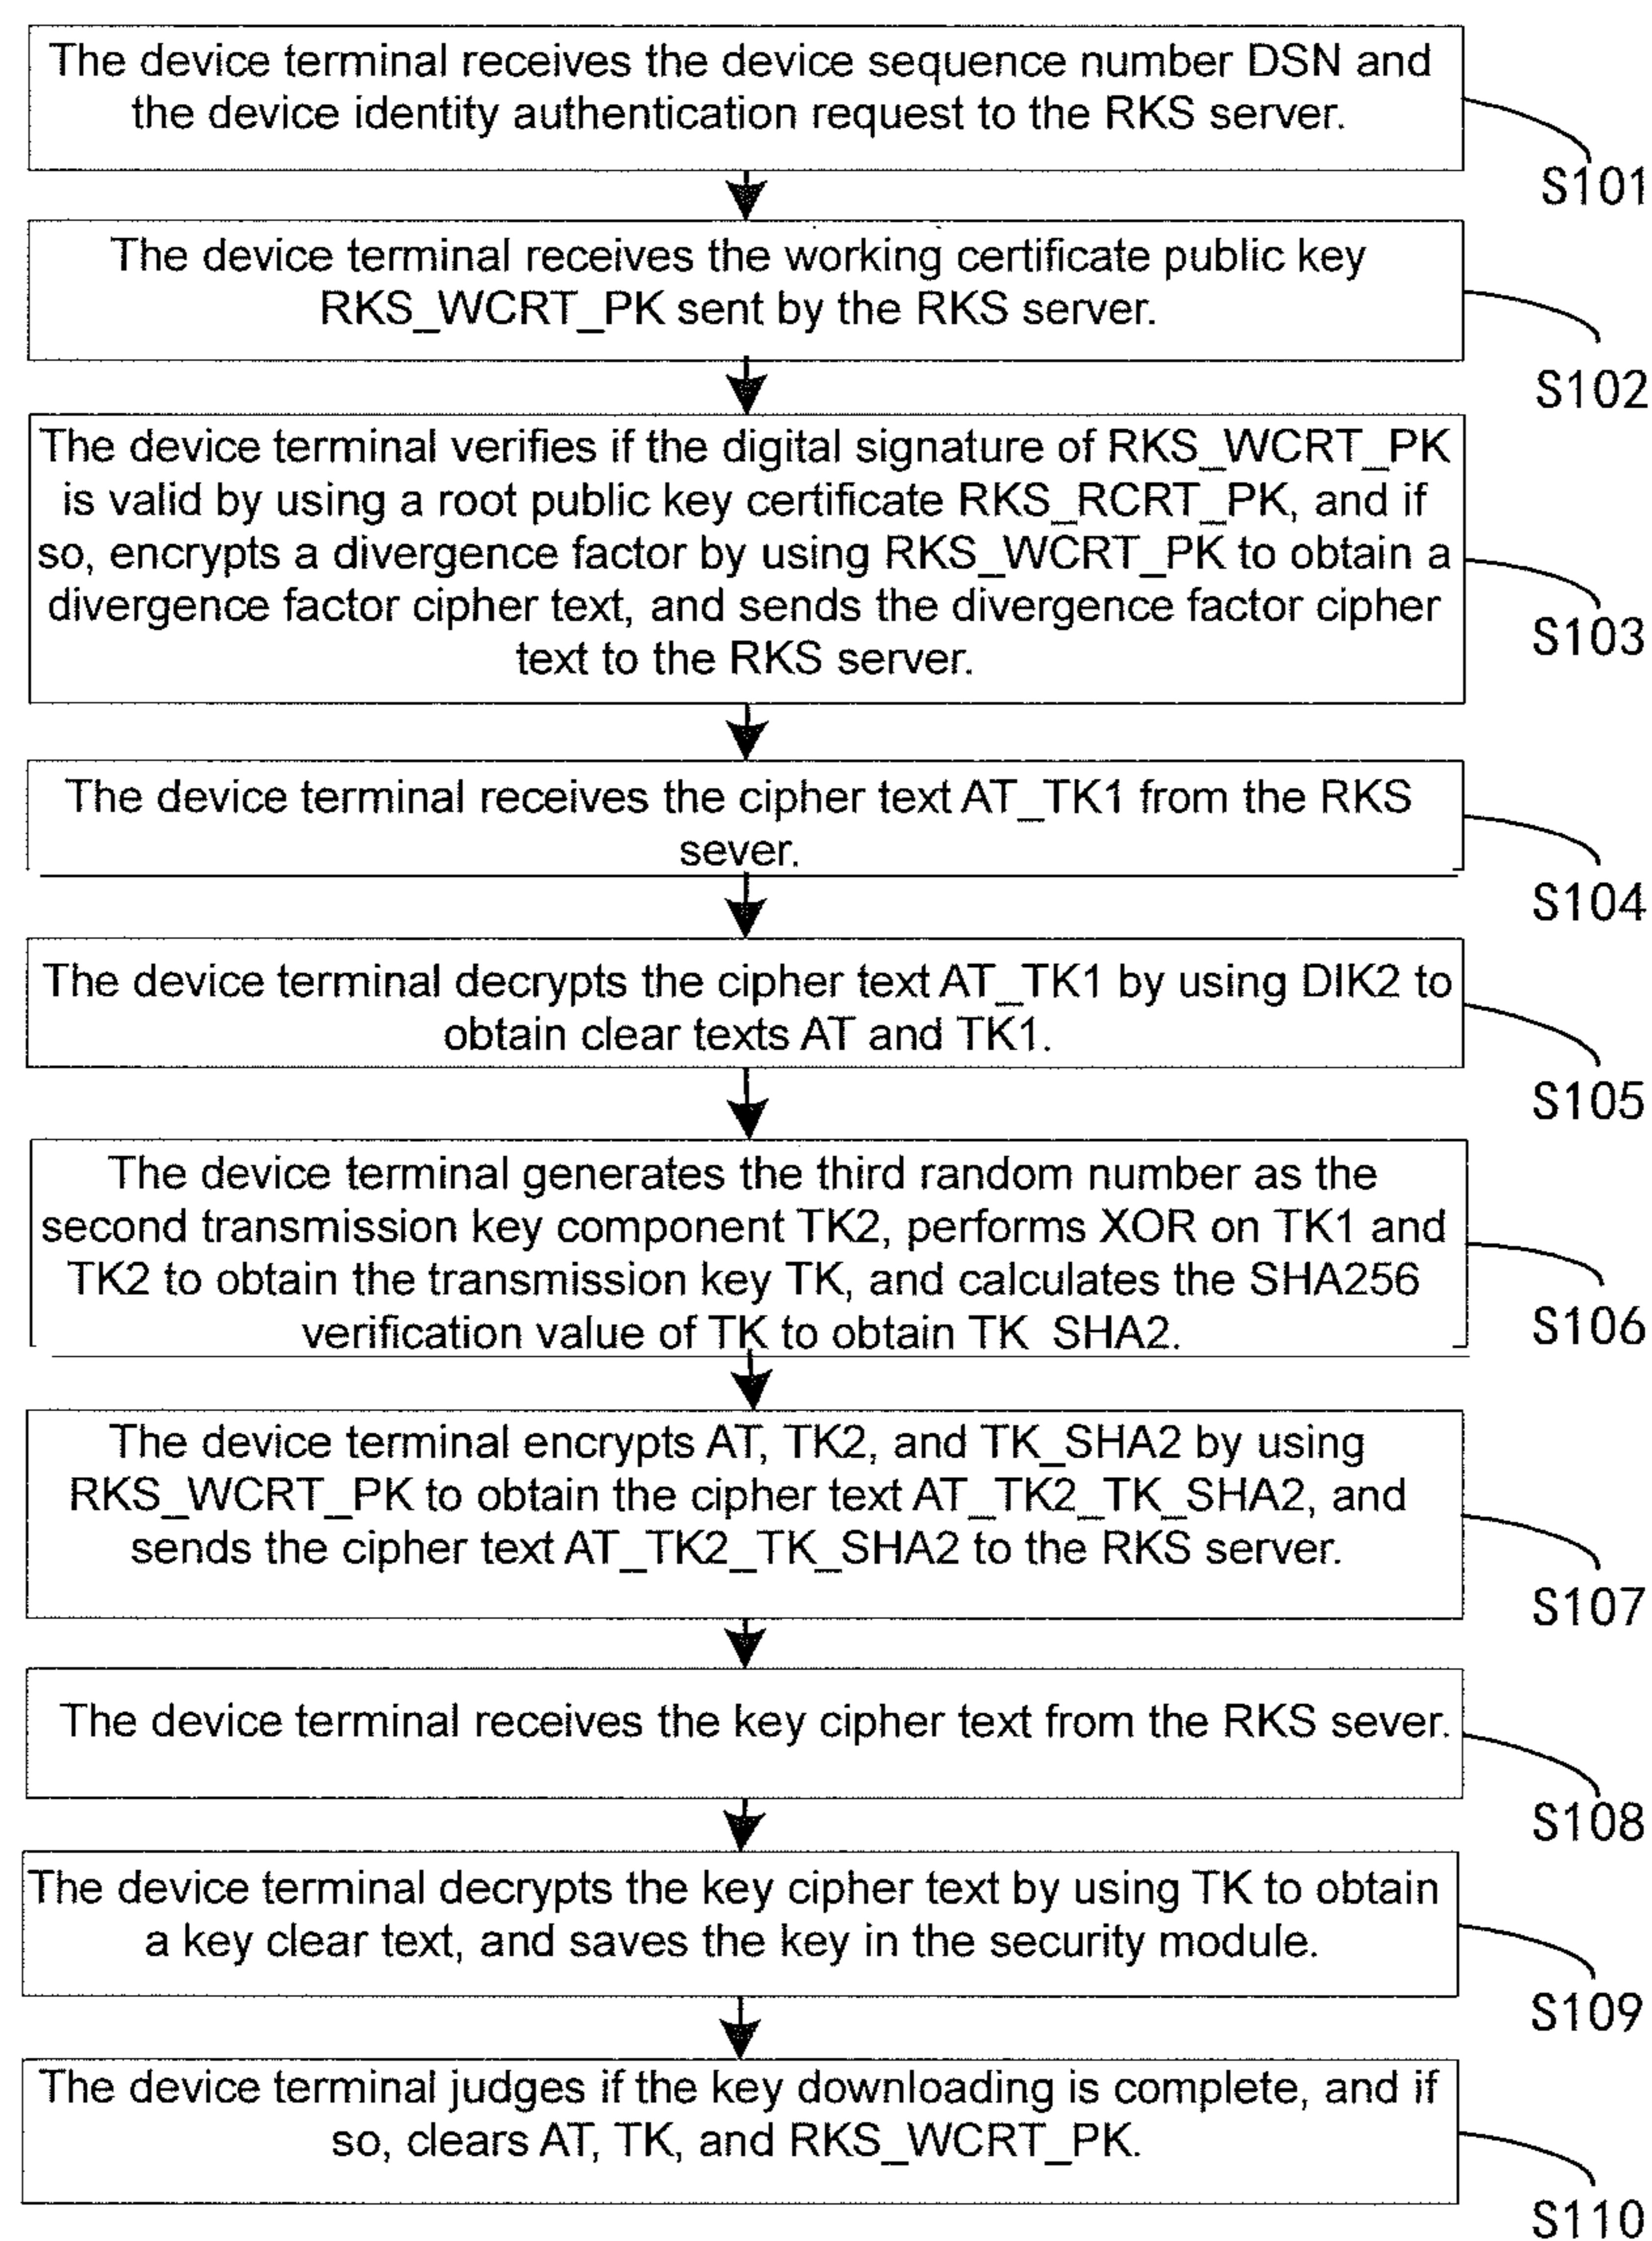 The device terminal receives the device sequence number DSN and
the device identity authentication request to the RKS server.
S101
The device terminal receives the working certificate public key
RKS_WCRT_PK sent by the RKS server.
S102
The device terminal verifies if the digital signature of RKS_WCRT_PK
is valid by using a root public key certificate RKS_RCRT_PK, and if
so, encrypts a divergence factor by using RKS_WCRT_PK to obtain a
divergence factor cipher text, and sends the divergence factor cipher
text to the RKS server.
S103
The device terminal receives the cipher text AT_TK1 from the RKS
sever.
S104
The device terminal decrypts the cipher text AT_TK1 by using DIK2 to
obtain clear texts AT and TK1.
S105
The device terminal generates the third random number as the
second transmission key component TK2, performs XOR on TK1 and
TK2 to obtain the transmission key TK, and calculates the SHA256
verification value of TK to obtain TK SHA2.
S106
The device terminal encrypts AT, TK2, and TK_SHA2 by using
RKS_WCRT_PK to obtain the cipher text AT_TK2_TK_SHA2, and
sends the cipher text AT_TK2_TK_SHA2 to the RKS server.
S107
The device terminal receives the key cipher text from the RKS sever.
S108
The device terminal decrypts the key cipher text by using TK to obtain
a key clear text, and saves the key in the security module.
S109
The device terminal judges if the key downloading is complete, and if
so, clears AT, TK, and RKS_WCRT_PK.
S110